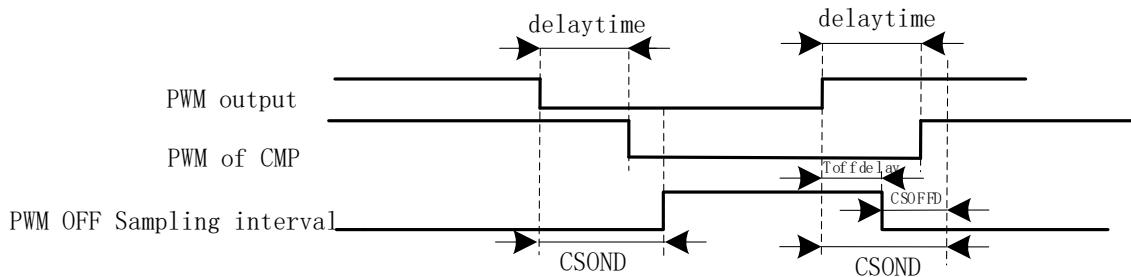 delaytime
delaytime
PWM output
PWM of CMP
Toffdelay
CSOFFD
PWM OFF Sampling interval
CSOND
CSOND